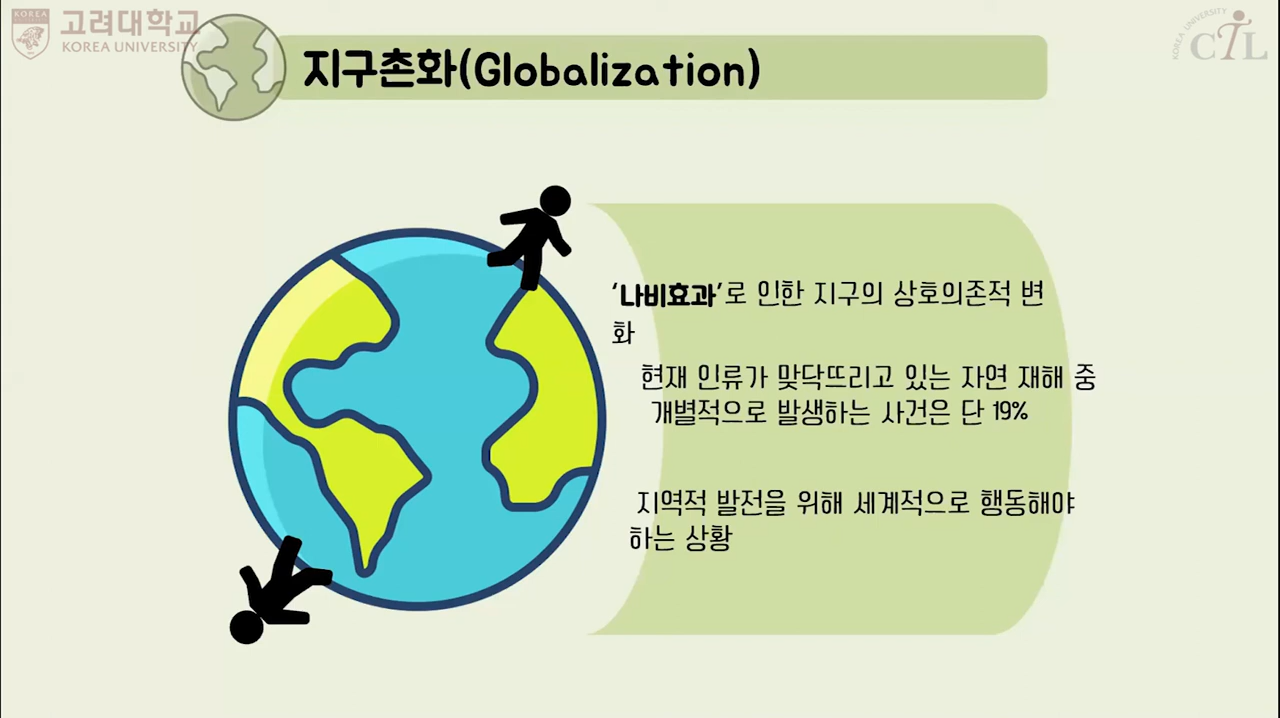 KOREA
고려대학교
KOREA UNIVERSITY
KOREA UNIVERSITY
CTL
지구촌화(Globalization)
‘나비효과’로 인한 지구의 상호의존적 변
화
현재 인류가 맞닥뜨리고 있는 자연 재해 중
개별적으로 발생하는 사건은 단 19%
지역적 발전을 위해 세계적으로 행동해야
하는 상황